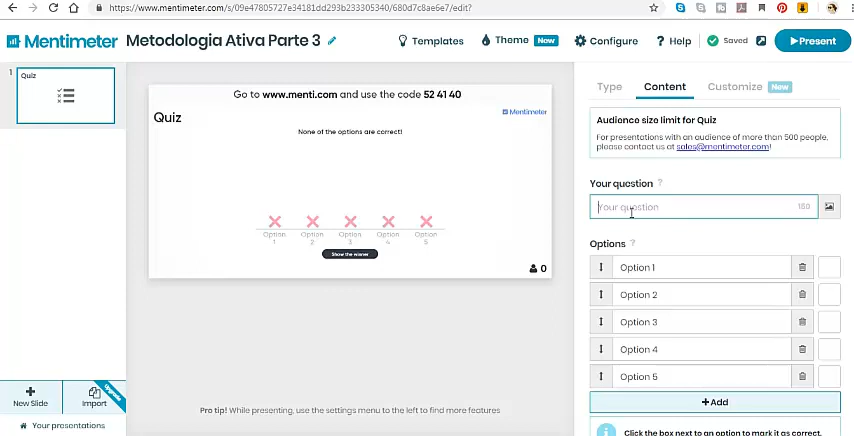 https://www.mentimeter.com/s/09e47805727e34181dd293b233305340/680d7c8ae6e7/edit?
Mentimeter
Metodologia Ativa Parte 3
Templates
Theme New
Configure
Help
Saved
Present
1
Quiz
Go to www.menti.com and use the code 52 41 40
Quiz
Mentimeter
None of the options are correct!
Option 1
Option 2
Option 3
Option 4
Option 5
Show the winner
0
Type
Content
Customize New
Audience size limit for Quiz
For presentations with an audience of more than 500 people,
please contact us at sales@mentimeter.com!
Your question ?
Your question 150
Options ?
Option 1
Option 2
Option 3
Option 4
Option 5
+Add
Click the box next to an option to mark it as correct.
New Slide
Import
Upgrade
Your presentations
Pro tip! While presenting, use the settings menu to the left to find more features